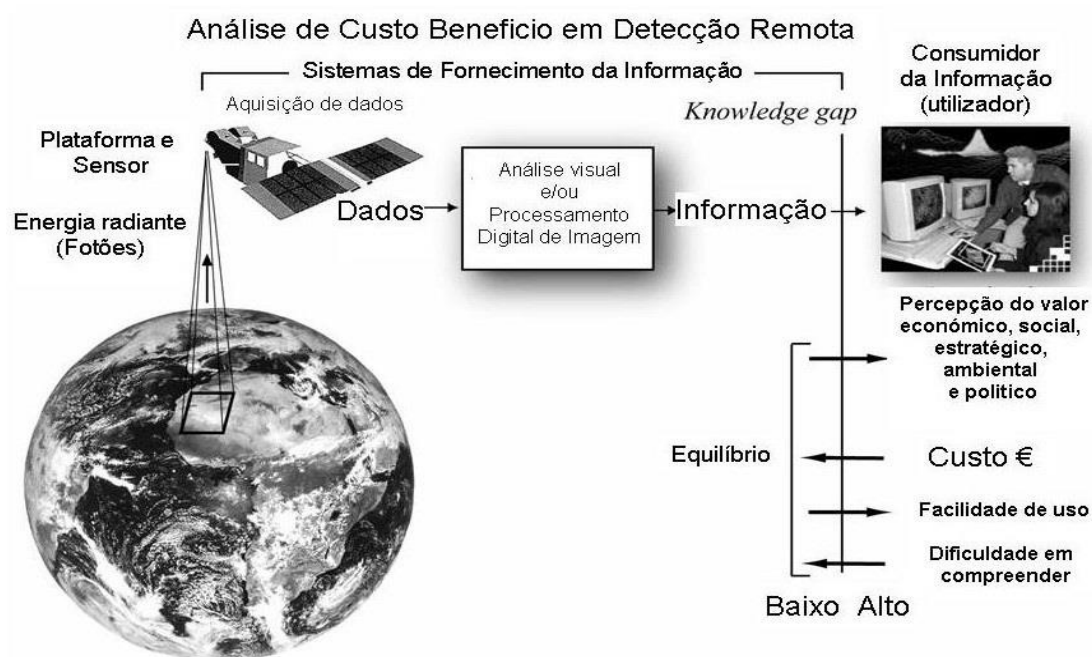 Análise de Custo Beneficio em Detecção Remota
Sistemas de Fornecimento da Informação
Consumidor
da Informação
(utilizador)
Aquisição de dados
Knowledge gap
Plataforma e
Sensor
Energia radiante
(Fotões)
Dados
Análise visual
e/ou
Processamento
Digital de Imagem
Informação
Percepção do valor
económico, social,
estratégico,
ambiental
e politico
Equilíbrio
Custo €
Facilidade de uso
Dificuldade em
compreender
Baixo Alto